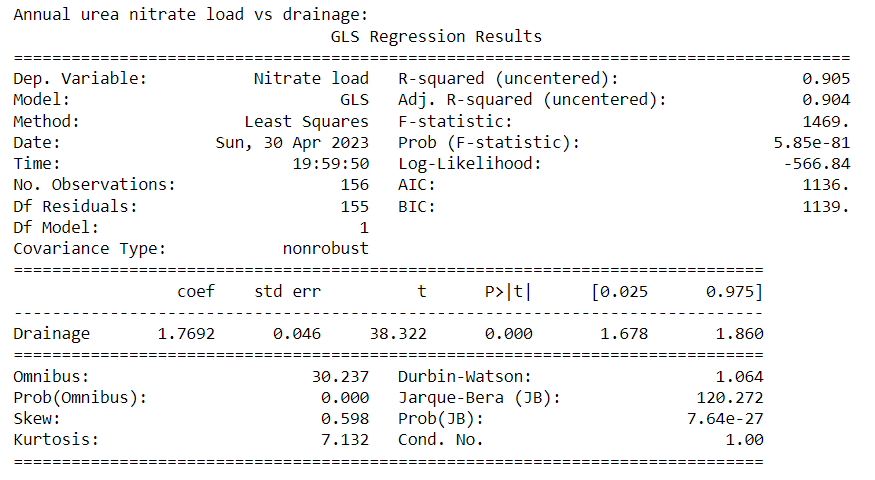 Annual urea nitrate load vs drainage:
GLS Regression Results
==============================================================================
Dep. Variable: Nitrate load R-squared (uncentered): 0.905
Model: GLS Adj. R-squared (uncentered): 0.904
Method: Least Squares F-statistic: 1469.
Date: Sun, 30 Apr 2023 Prob (F-statistic): 5.85e-81
Time: 19:59:50 Log-Likelihood: -566.84
No. Observations: 156 AIC: 1136.
Df Residuals: 155 BIC: 1139.
Df Model: 1
Covariance Type: nonrobust
==============================================================================
coef std err t P>|t| [0.025 0.975]
------------------------------------------------------------------------------
Drainage 1.7692 0.046 38.322 0.000 1.678 1.860
==============================================================================
Omnibus: 30.237 Durbin-Watson: 1.064
Prob(Omnibus): 0.000 Jarque-Bera (JB): 120.272
Skew: 0.598 Prob(JB): 7.64e-27
Kurtosis: 7.132 Cond. No. 1.00
==============================================================================